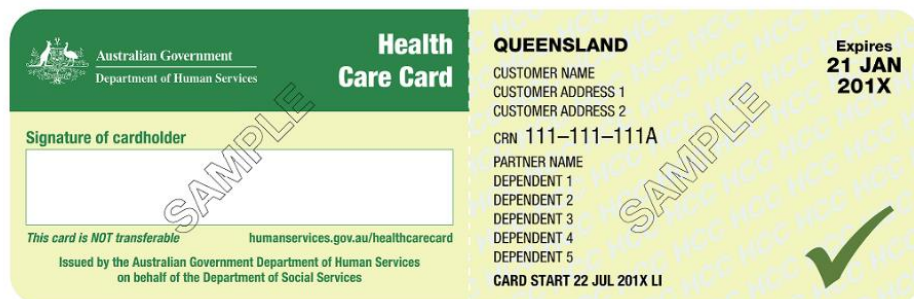 Australian Government
Department of Human Services
Health
Care Card
Signature of cardholder
SAMPLE
This card is NOT transferable
humanservices.gov.au/healthcarecard
Issued by the Australian Government Department of Human Services
on behalf of the Department of Social Services
QUEENSLAND
CUSTOMER NAME
CUSTOMER ADDRESS 1
CUSTOMER ADDRESS 2
CRN 111–111–111A
PARTNER NAME
DEPENDENT 1
DEPENDENT 2
DEPENDENT 3
DEPENDENT 4
DEPENDENT 5
CARD START 22 JUL 201X LI
Expires
21 JAN
201X
SAMPLE
HCC HCC HCC